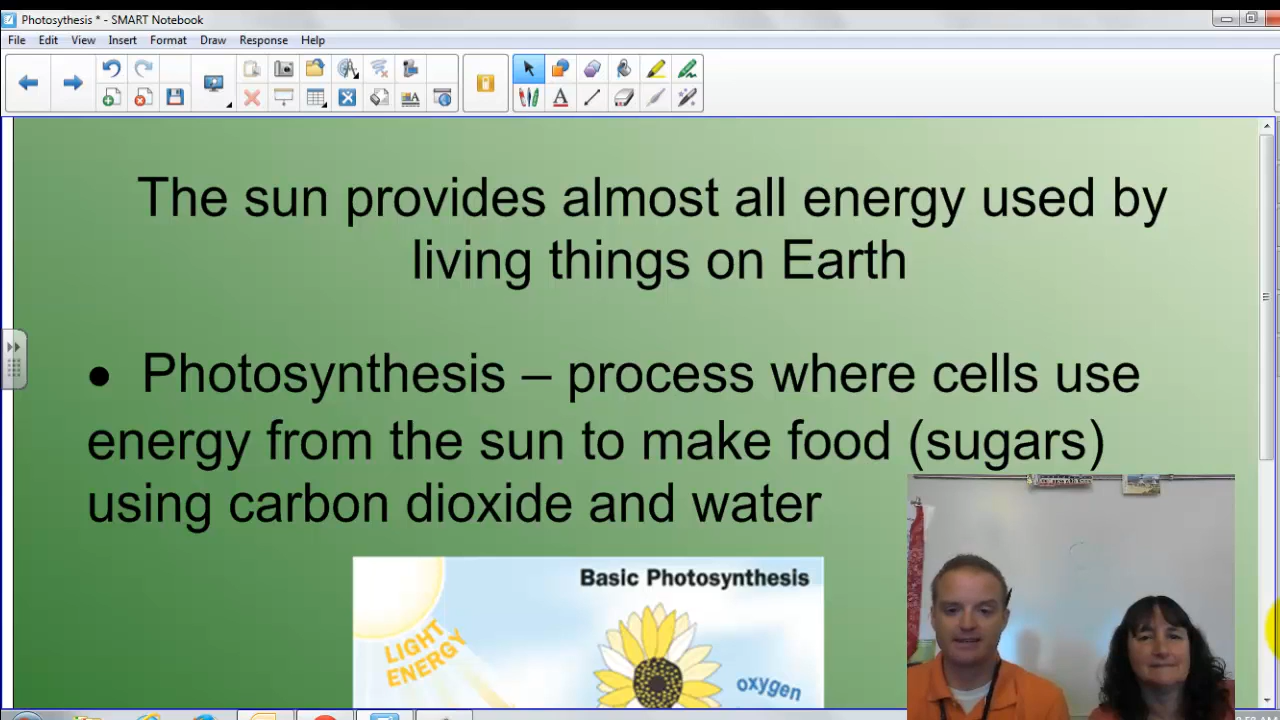 Photosythesis * - SMART Notebook
File Edit View Insert Format Draw Response Help
The sun provides almost all energy used by
living things on Earth
• Photosynthesis – process where cells use
energy from the sun to make food (sugars)
using carbon dioxide and water
Basic Photosynthesis
LIGHT
ENERGY
oxygen